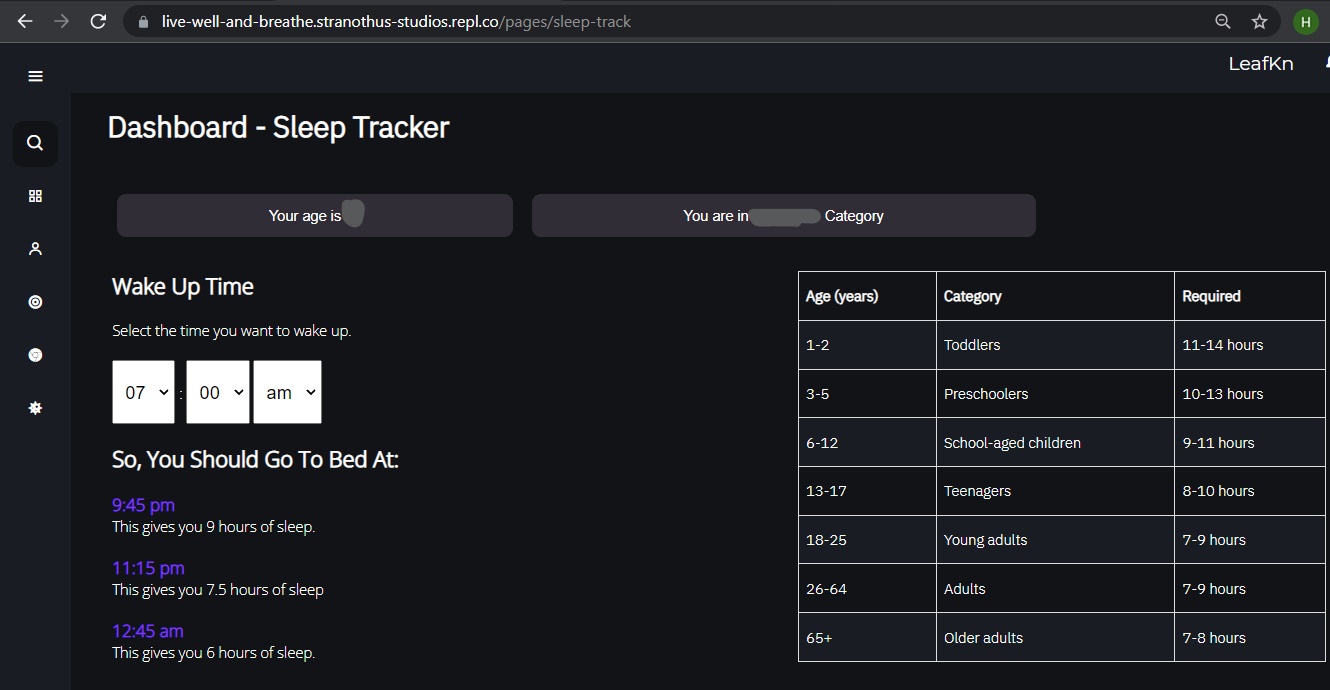 live-well-and-breathe.stranothus-studios.repl.co/pages/sleep-track
H
LeafKn
Dashboard - Sleep Tracker
Your age is
You are in Category
Wake Up Time
Select the time you want to wake up.
07 : 00 am
So, You Should Go To Bed At:
9:45 pm
This gives you 9 hours of sleep.
11:15 pm
This gives you 7.5 hours of sleep
12:45 am
This gives you 6 hours of sleep.
Age (years) Category Required
1-2 Toddlers 11-14 hours
3-5 Preschoolers 10-13 hours
6-12 School-aged children 9-11 hours
13-17 Teenagers 8-10 hours
18-25 Young adults 7-9 hours
26-64 Adults 7-9 hours
65+ Older adults 7-8 hours